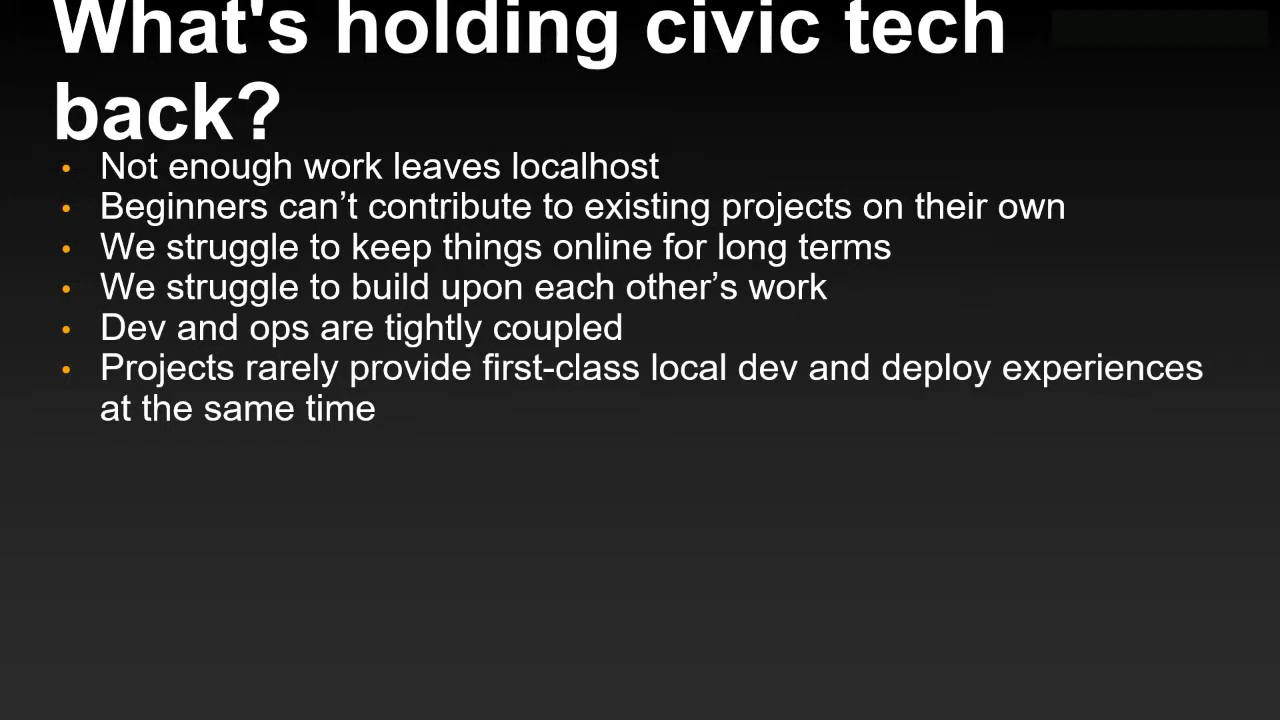 What's holding civic tech
back?
• Not enough work leaves localhost
• Beginners can’t contribute to existing projects on their own
• We struggle to keep things online for long terms
• We struggle to build upon each other’s work
• Dev and ops are tightly coupled
• Projects rarely provide first-class local dev and deploy experiences
at the same time